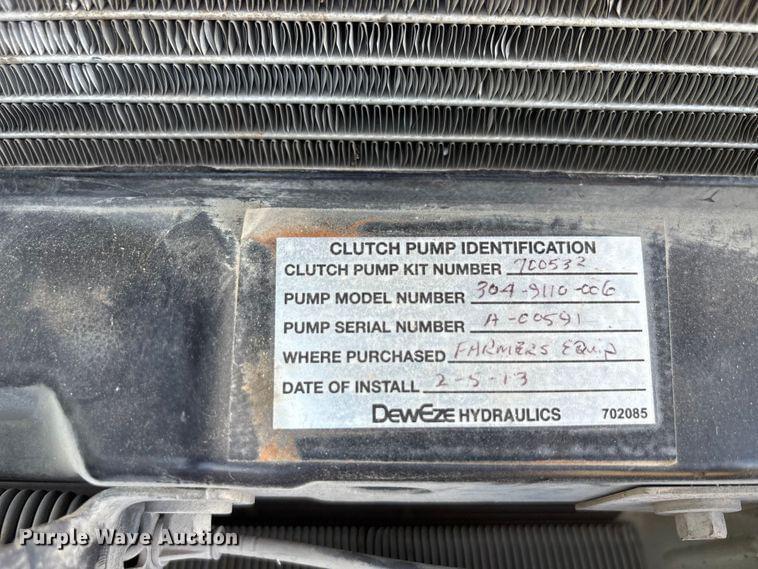 CLUTCH PUMP IDENTIFICATION
CLUTCH PUMP KIT NUMBER 700532
PUMP MODEL NUMBER 304-9110-006
PUMP SERIAL NUMBER A-00591
WHERE PURCHASED FARMERS EQUIP
DATE OF INSTALL 2-5-13
DewEze HYDRAULICS 702085
Purple Wave Auction